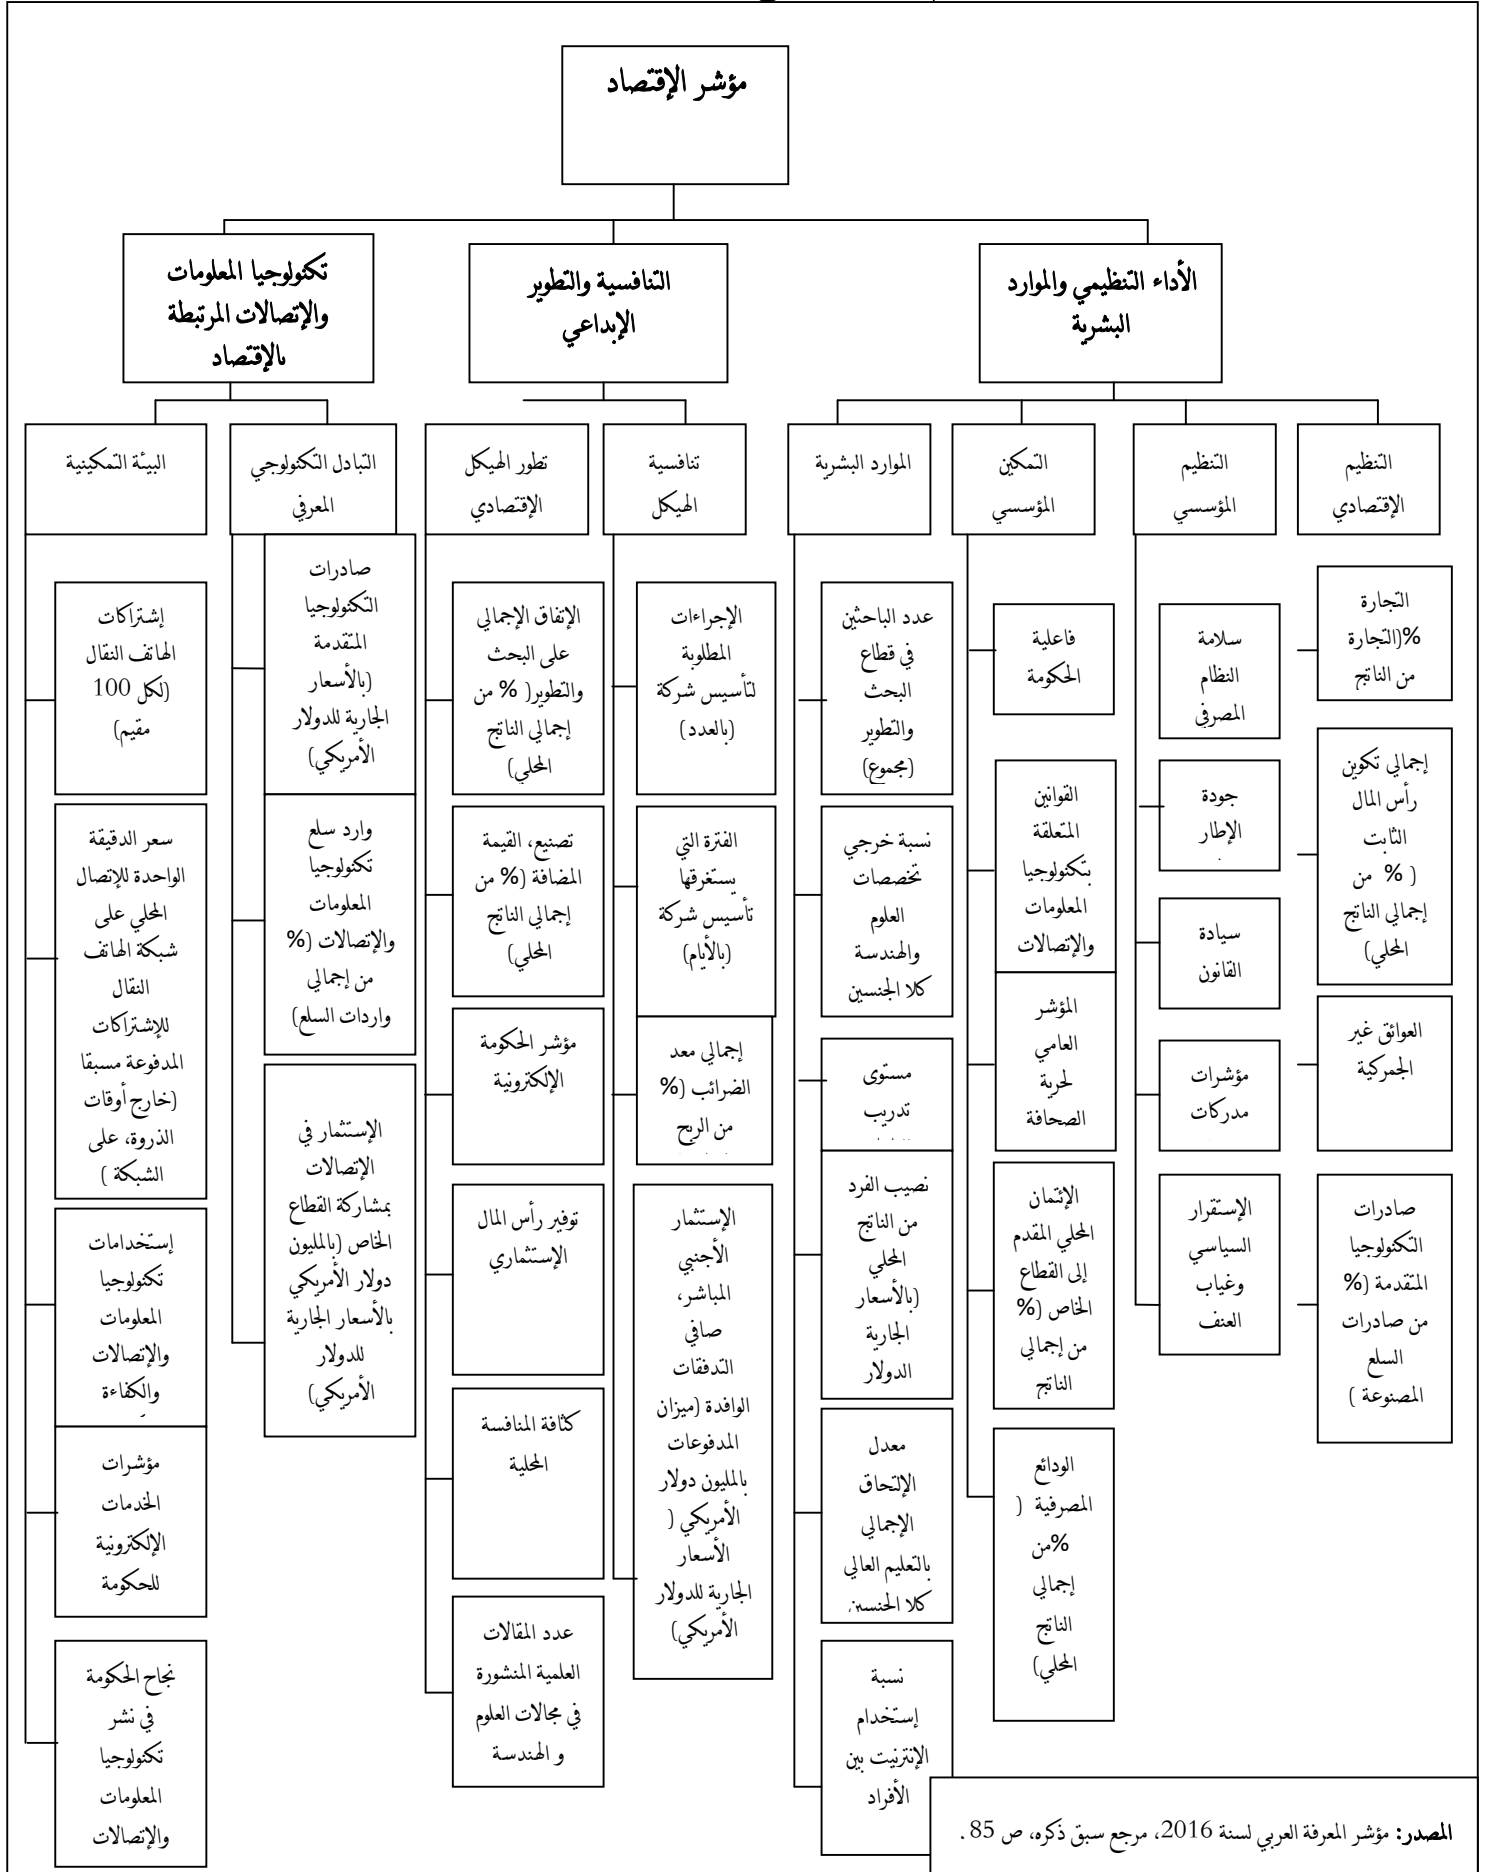 مؤشر الإقتصاد
الأداء التنظيمي والموارد
البشرية
التنافسية والتطوير
الإبداعي
تكنولوجيا المعلومات
والإتصالات المرتبطة
بالإقتصاد
التنظيم
الإقتصادي
التنظيم
المؤسسي
التمكين
المؤسسي
الموارد البشرية
تنافسية
الهيكل
تطور الهيكل
الإقتصادي
التبادل التكنولوجي
المعرفي
البيئة التمكينية
التجارة
%(التجارة
من الناتج
إجمالي تكوين
رأس المال
الثابت
( % من
إجمالي الناتج
المحلي)
العوائق غير
الجمركية
صادرات
التكنولوجيا
المتقدمة (%
من صادرات
السلع
المصنوعة )
سلامة
النظام
المصرفي
جودة
الإطار
سيادة
القانون
مؤشرات
مدركات
الإستقرار
السياسي
وغياب
العنف
فاعلية
الحكومة
القوانين
المتعلقة
بتكنولوجيا
المعلومات
والإتصالات
المؤشر
العامي
لحرية
الصحافة
الإئتمان
المحلي المقدم
إلى القطاع
الخاص (%
من إجمالي
الناتج
الودائع
المصرفية (
%من
إجمالي
الناتج
المحلي)
عدد الباحثين
في قطاع
البحث
والتطوير
(مجموع)
نسبة خرجي
تخصصات
العلوم
والهندسة
كلا الجنسين
مستوى
تدريب
نصيب الفرد
من الناتج
المحلي
(بالأسعار
الجارية
الدولار
معدل
الإلتحاق
الإجمالي
بالتعليم العالي
كلا الجنسين
نسبة
إستخدام
الإنترنيت بين
الأفراد
الإجراءات
المطلوبة
لتأسيس شركة
(بالعدد)
الفترة التي
يستغرقها
تأسيس شركة
(بالأيام)
إجمالي معد
الضرائب (%
من الربح
الإستثمار
الأجنبي
المباشر،
صافي
التدفقات
الوافدة (ميزان
المدفوعات
بالمليون دولار
الأمريكي (
الأسعار
الجارية للدولار
الأمريكي)
الإتفاق الإجمالي
على البحث
والتطوير( % من
إجمالي الناتج
المحلي)
تصنيع، القيمة
المضافة (% من
إجمالي الناتج
المحلي)
مؤشر الحكومة
الإلكترونية
توفير رأس المال
الإستثماري
كثافة المنافسة
المحلية
عدد المقالات
العلمية المنشورة
في مجالات العلوم
و الهندسة
صادرات
التكنولوجيا
المتقدمة
(بالأسعار
الجارية للدولار
الأمريكي)
وارد سلع
تكنولوجيا
المعلومات
والإتصالات (%
من إجمالي
واردات السلع)
الإستثمار في
الإتصالات
بمشاركة القطاع
الخاص (بالمليون
دولار الأمريكي
بالأسعار الجارية
للدولار
الأمريكي)
إشتراكات
الهاتف النقال
(لكل 100
مقيم)
سعر الدقيقة
الواحدة للإتصال
المحلي على
شبكة الهاتف
النقال
للإشتراكات
المدفوعة مسبقا
(خارج أوقات
الذروة، على
الشبكة )
إستخدامات
تكنولوجيا
المعلومات
والإتصالات
والكفاءة
مؤشرات
الخدمات
الإلكترونية
للحكومة
نجاح الحكومة
في نشر
تكنولوجيا
المعلومات
والإتصالات
المصدر: مؤشر المعرفة العربي لسنة 2016، مرجع سبق ذكره، ص 85 .